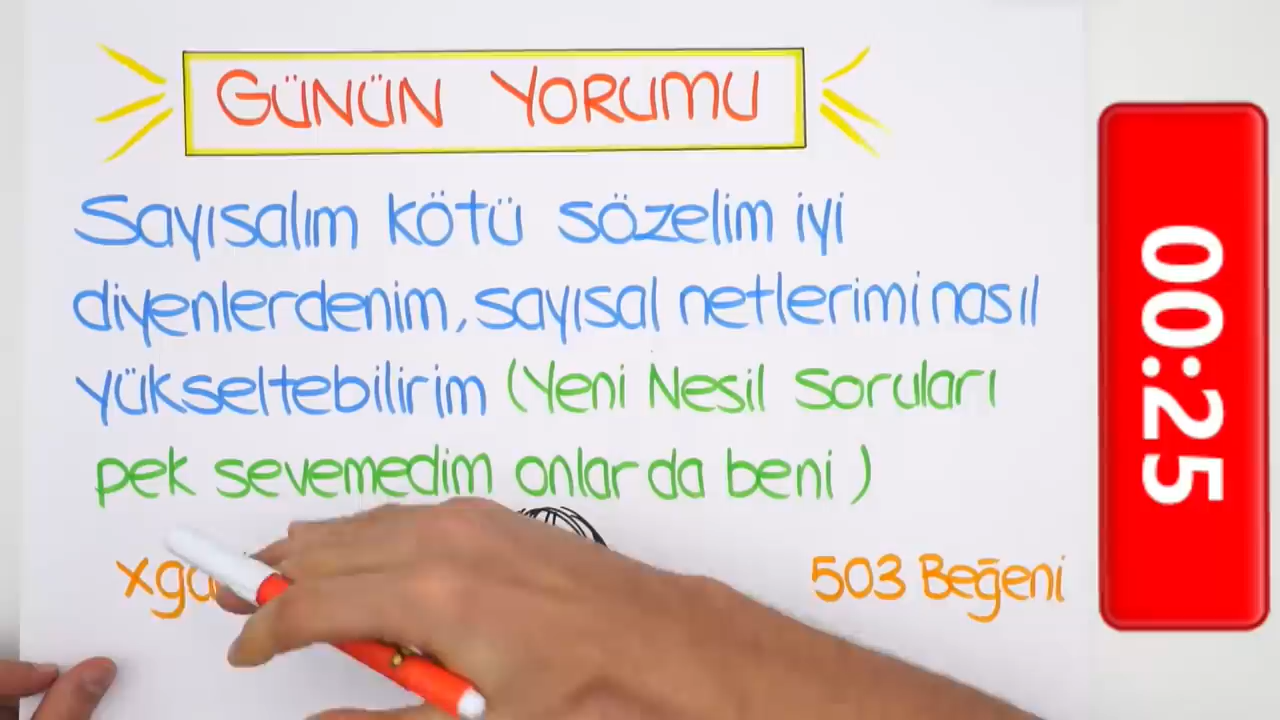 GÜNÜN YORUMU
Sayısalım kötü sözelim iyi
diyenlerdenim, sayısal netlerimi nasıl
yükseltebilirim (Yeni Nesil Soruları
pek sevemedim onlar da beni)
503 Beğeni
00:25